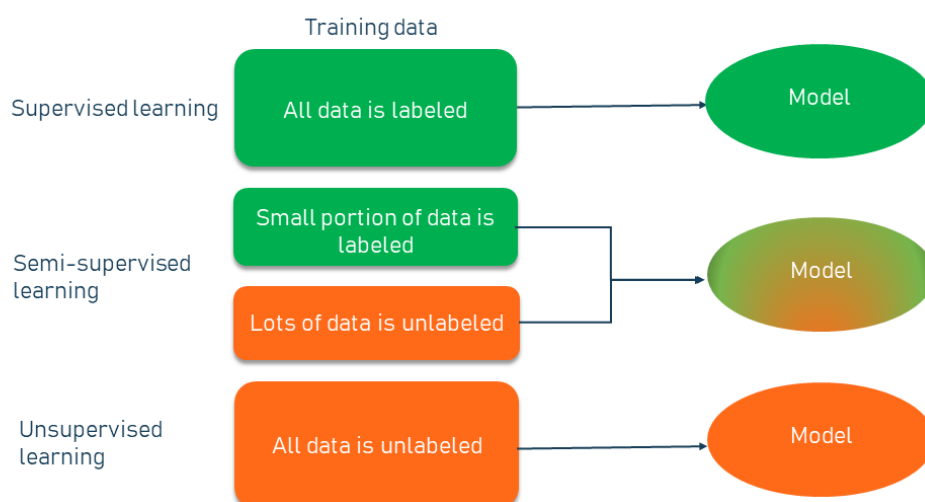 Training data
Supervised learning
All data is labeled
Model
Small portion of data is
labeled
Semi-supervised
learning
Model
Lots of data is unlabeled
Unsupervised
learning
All data is unlabeled
Model